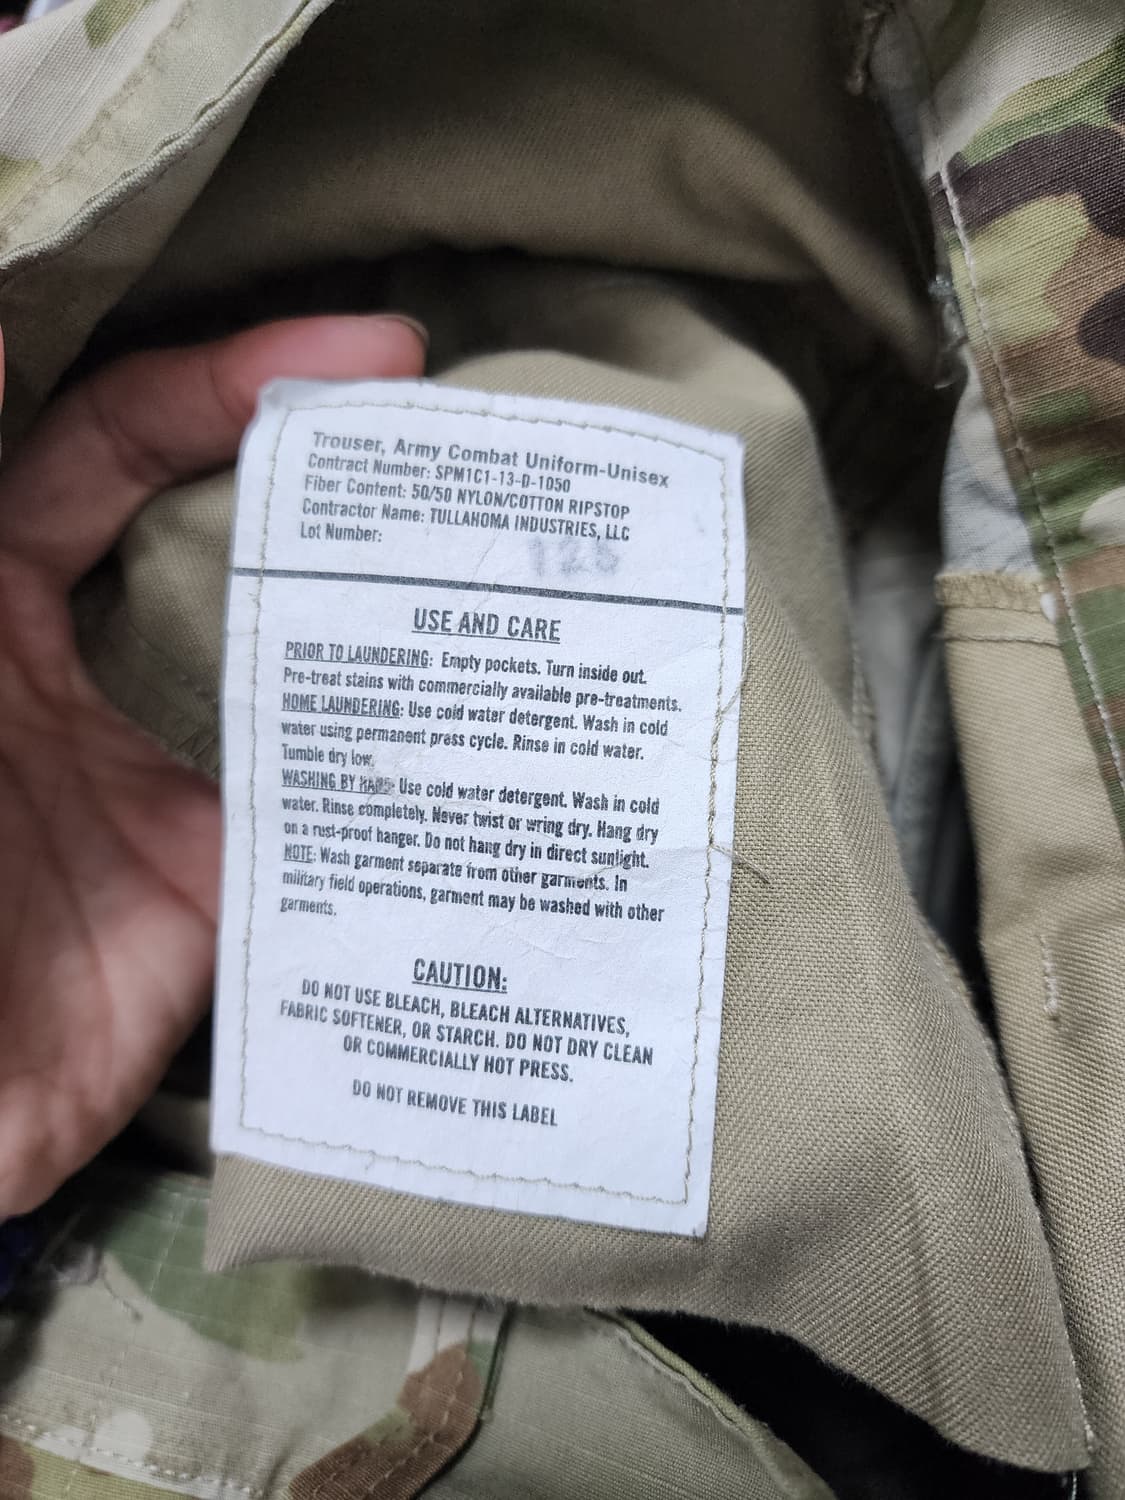 Trouser, Army Combat Uniform-Unisex
Contract Number: SPM1C1-13-D-1050
Fiber Content: 50/50 NYLON/COTTON RIPSTOP
Contractor Name: TULLAHOMA INDUSTRIES, LLC
Lot Number:
USE AND CARE
PRIOR TO LAUNDERING: Empty pockets. Turn inside out.
Pre-treat stains with commercially available pre-treatments.
HOME LAUNDERING: Use cold water detergent. Wash in cold
water using permanent press cycle. Rinse in cold water.
Tumble dry low.
WASHING BY HAND: Use cold water detergent. Wash in cold
water. Rinse completely. Never twist or wring dry. Hang dry
on a rust-proof hanger. Do not hang dry in direct sunlight.
NOTE: Wash garment separate from other garments. In
military field operations, garment may be washed with other
garments.
CAUTION:
DO NOT USE BLEACH, BLEACH ALTERNATIVES,
FABRIC SOFTENER, OR STARCH. DO NOT DRY CLEAN
OR COMMERCIALLY HOT PRESS.
DO NOT REMOVE THIS LABEL